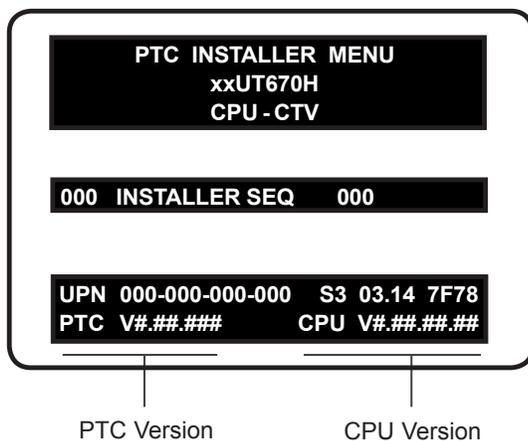 PTC INSTALLER MENU
xxUT670H
CPU - CTV
000 INSTALLER SEQ 000
UPN 000-000-000-000 S3 03.14 7F78
PTC V#.##.### CPU V#.##.##.##
PTC Version CPU Version